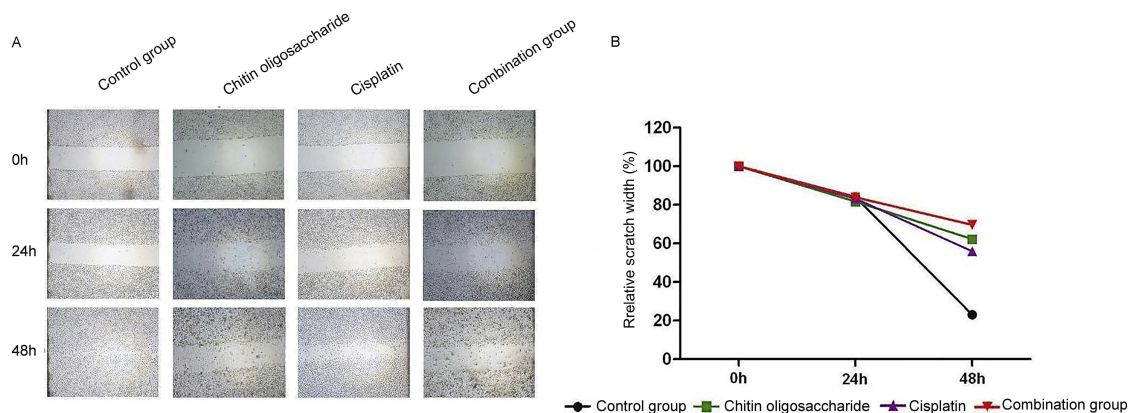 A
Control group
Chitin oligosaccharide
Cisplatin
Combination group
0h
24h
48h
B
Rrelative scratch width (%)
120
100
80
60
40
20
0
0h 24h 48h
Control group Chitin oligosaccharide Cisplatin Combination group